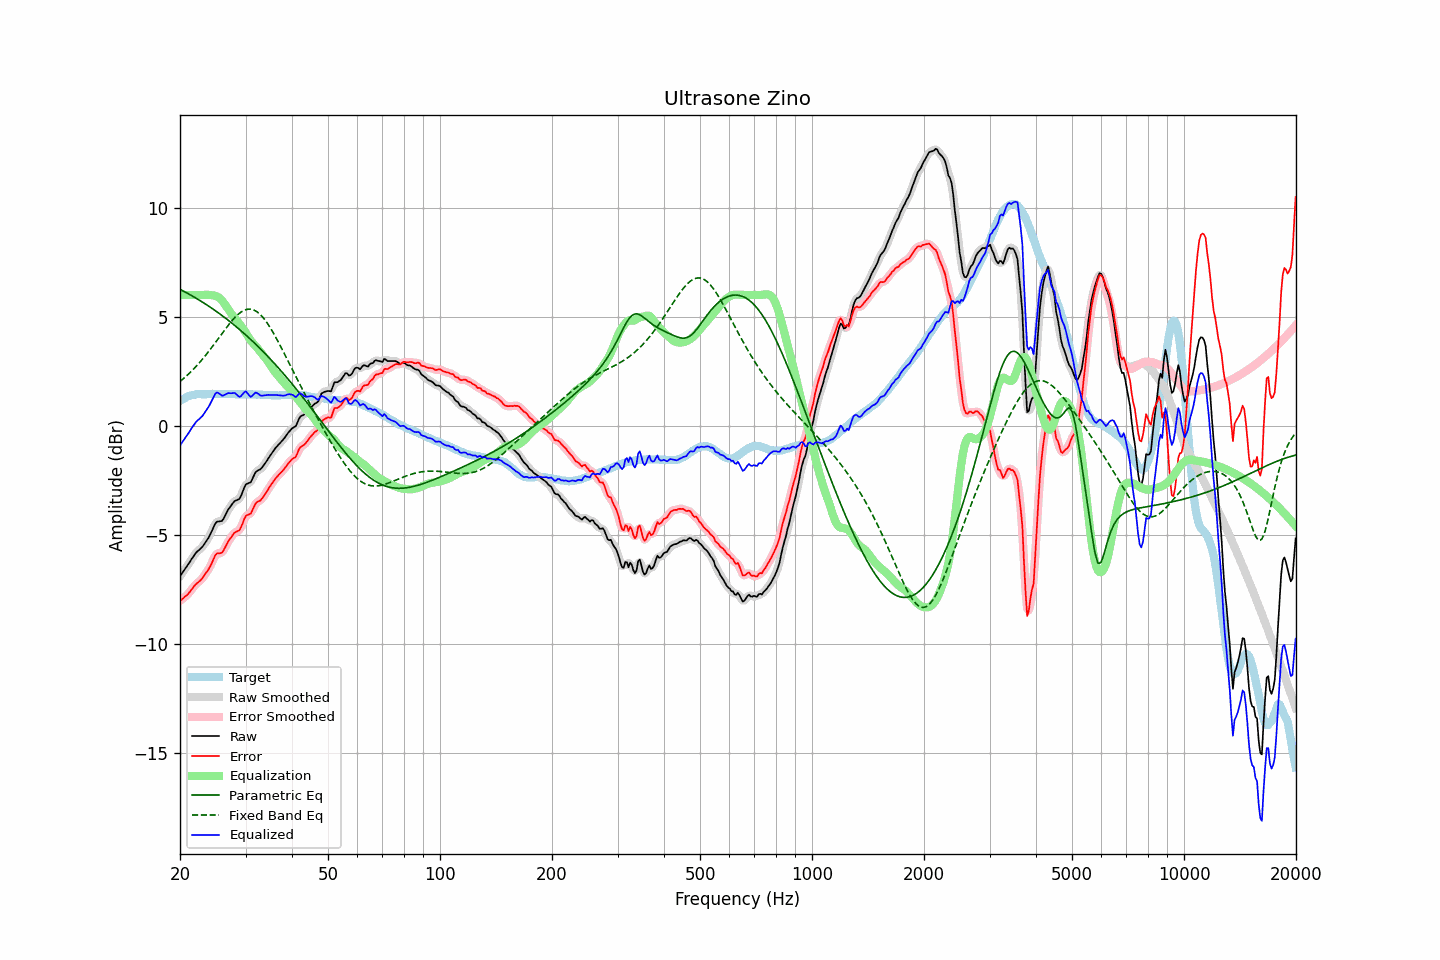 Ultrasone Zino
Amplitude (dBr)
10
5
0
−5
−10
−15
Target
Raw Smoothed
Error Smoothed
Raw
Error
Equalization
Parametric Eq
Fixed Band Eq
Equalized
20 50 100 200 500 1000 2000 5000 10000 20000
Frequency (Hz)